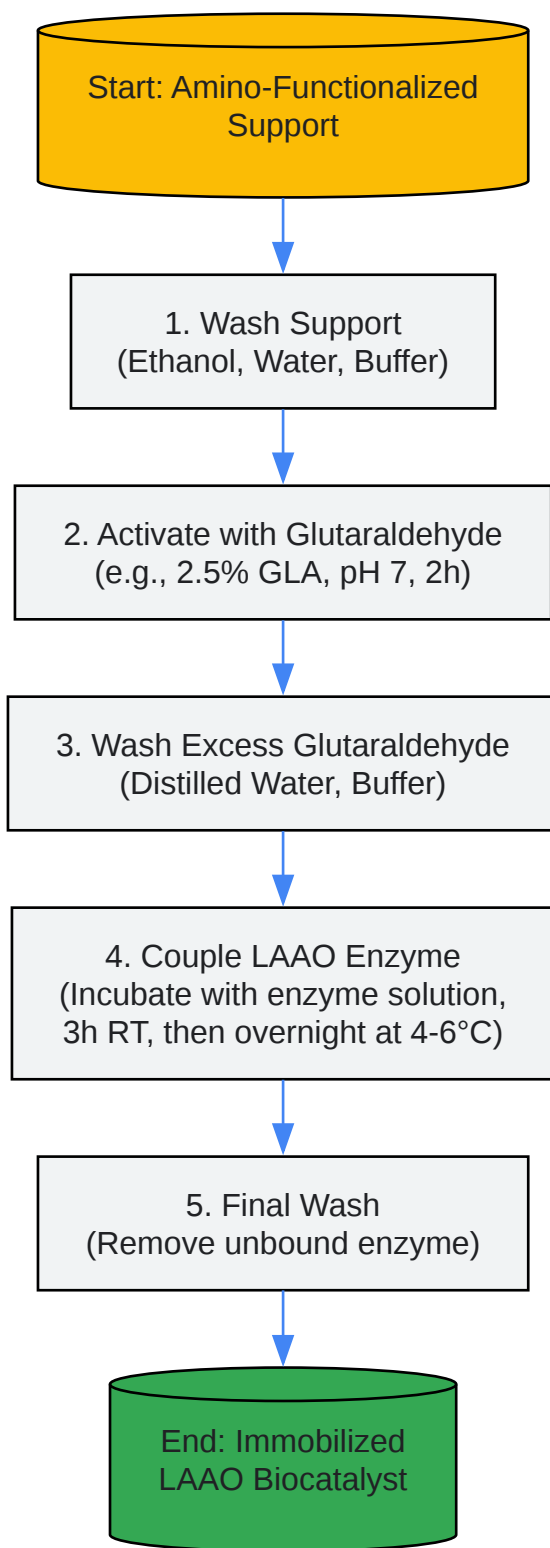 Start: Amino-Functionalized
Support
1. Wash Support
(Ethanol, Water, Buffer)
2. Activate with Glutaraldehyde
(e.g., 2.5% GLA, pH 7, 2h)
3. Wash Excess Glutaraldehyde
(Distilled Water, Buffer)
4. Couple LAAO Enzyme
(Incubate with enzyme solution,
3h RT, then overnight at 4-6°C)
5. Final Wash
(Remove unbound enzyme)
End: Immobilized
LAAO Biocatalyst